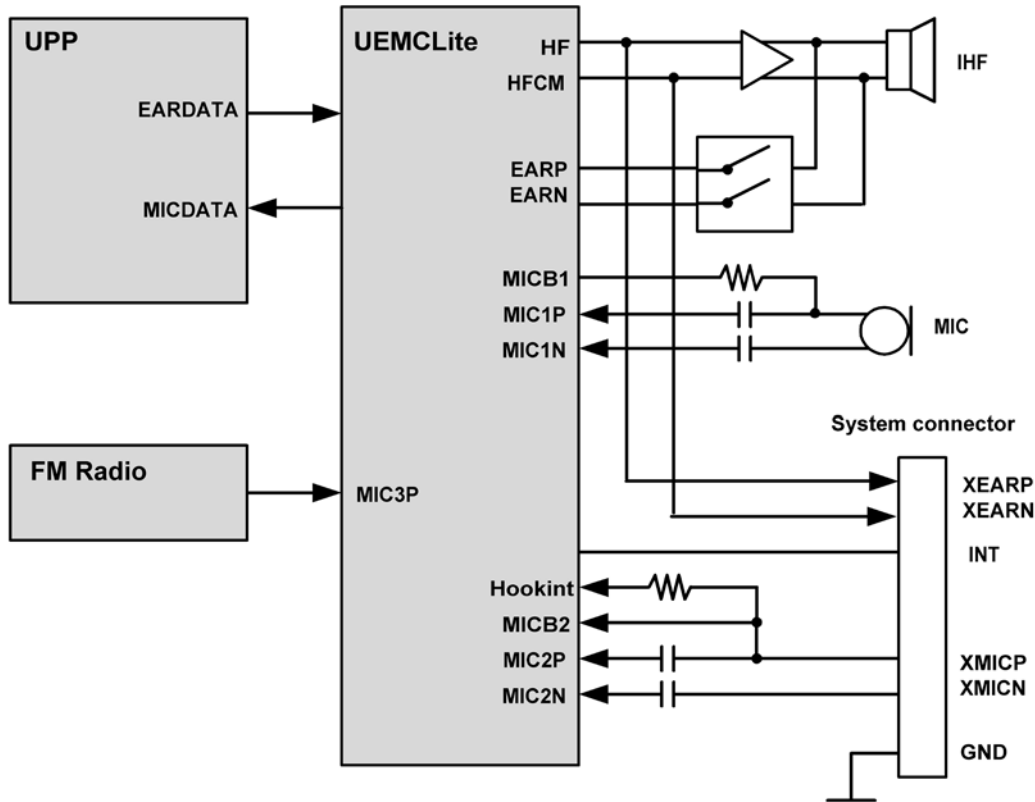 UPP
EARDATA
MICDATA
FM Radio
UEMCLite
HF
HFCM
EARP
EARN
MICB1
MIC1P
MIC1N
MIC3P
Hookint
MICB2
MIC2P
MIC2N
IHF
MIC
System connector
XEARP
XEARN
INT
XMICP
XMICN
GND